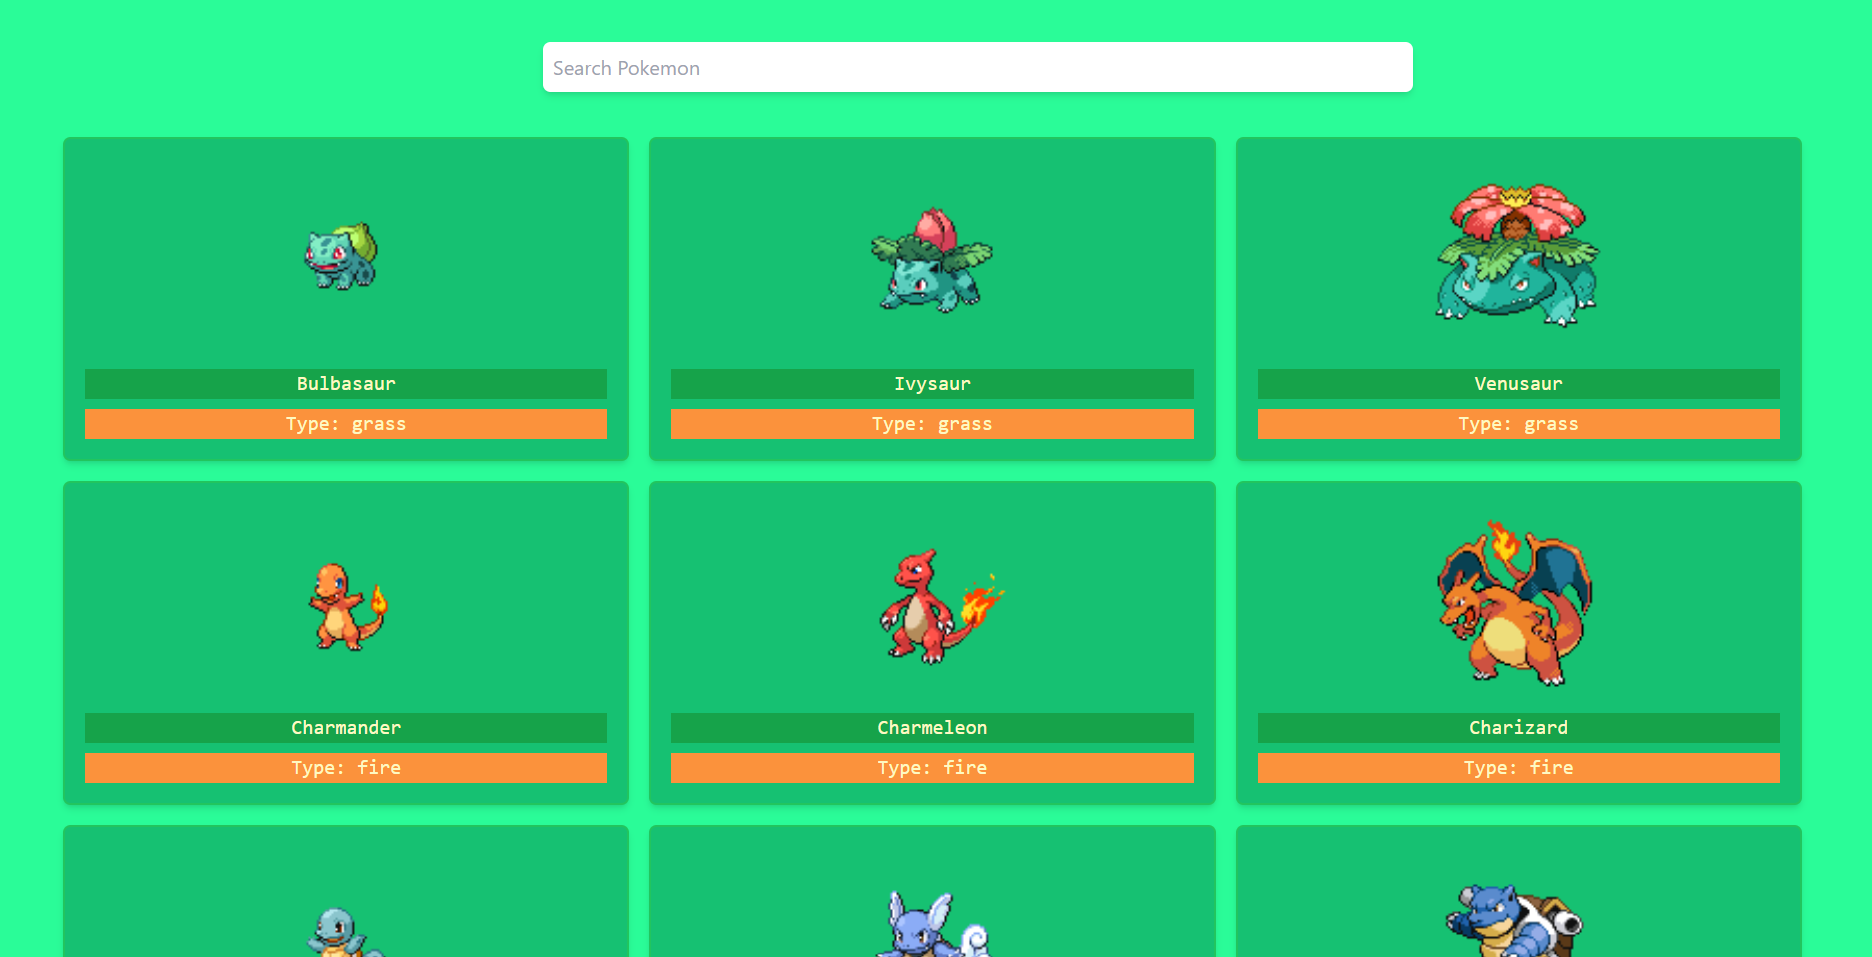 Search Pokemon
Bulbasaur
Type: grass
Ivysaur
Type: grass
Venusaur
Type: grass
Charmander
Type: fire
Charmeleon
Type: fire
Charizard
Type: fire